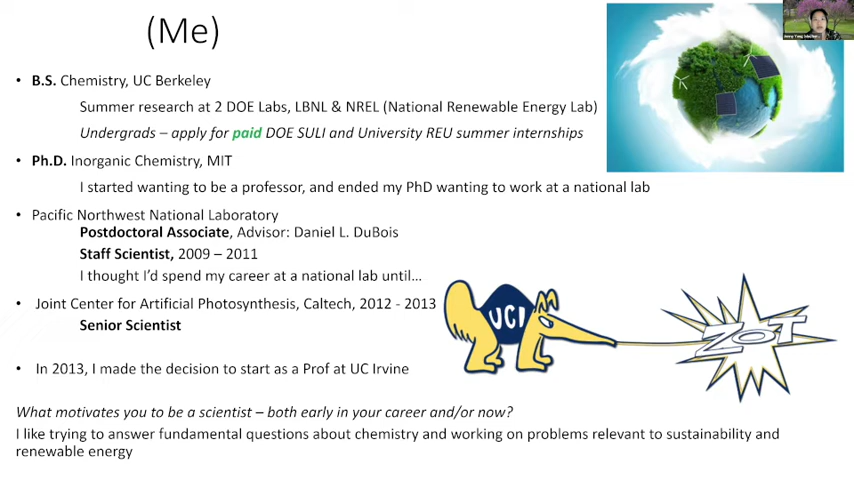 (Me)
• B.S. Chemistry, UC Berkeley
Summer research at 2 DOE Labs, LBNL & NREL (National Renewable Energy Lab)
Undergrads – apply for paid DOE SULI and University REU summer internships
• Ph.D. Inorganic Chemistry, MIT
I started wanting to be a professor, and ended my PhD wanting to work at a national lab
• Pacific Northwest National Laboratory
Postdoctoral Associate, Advisor: Daniel L. DuBois
Staff Scientist, 2009 – 2011
I thought I'd spend my career at a national lab until…
• Joint Center for Artificial Photosynthesis, Caltech, 2012 - 2013
Senior Scientist
UCI
ZOT
• In 2013, I made the decision to start as a Prof at UC Irvine
What motivates you to be a scientist – both early in your career and/or now?
I like trying to answer fundamental questions about chemistry and working on problems relevant to sustainability and
renewable energy